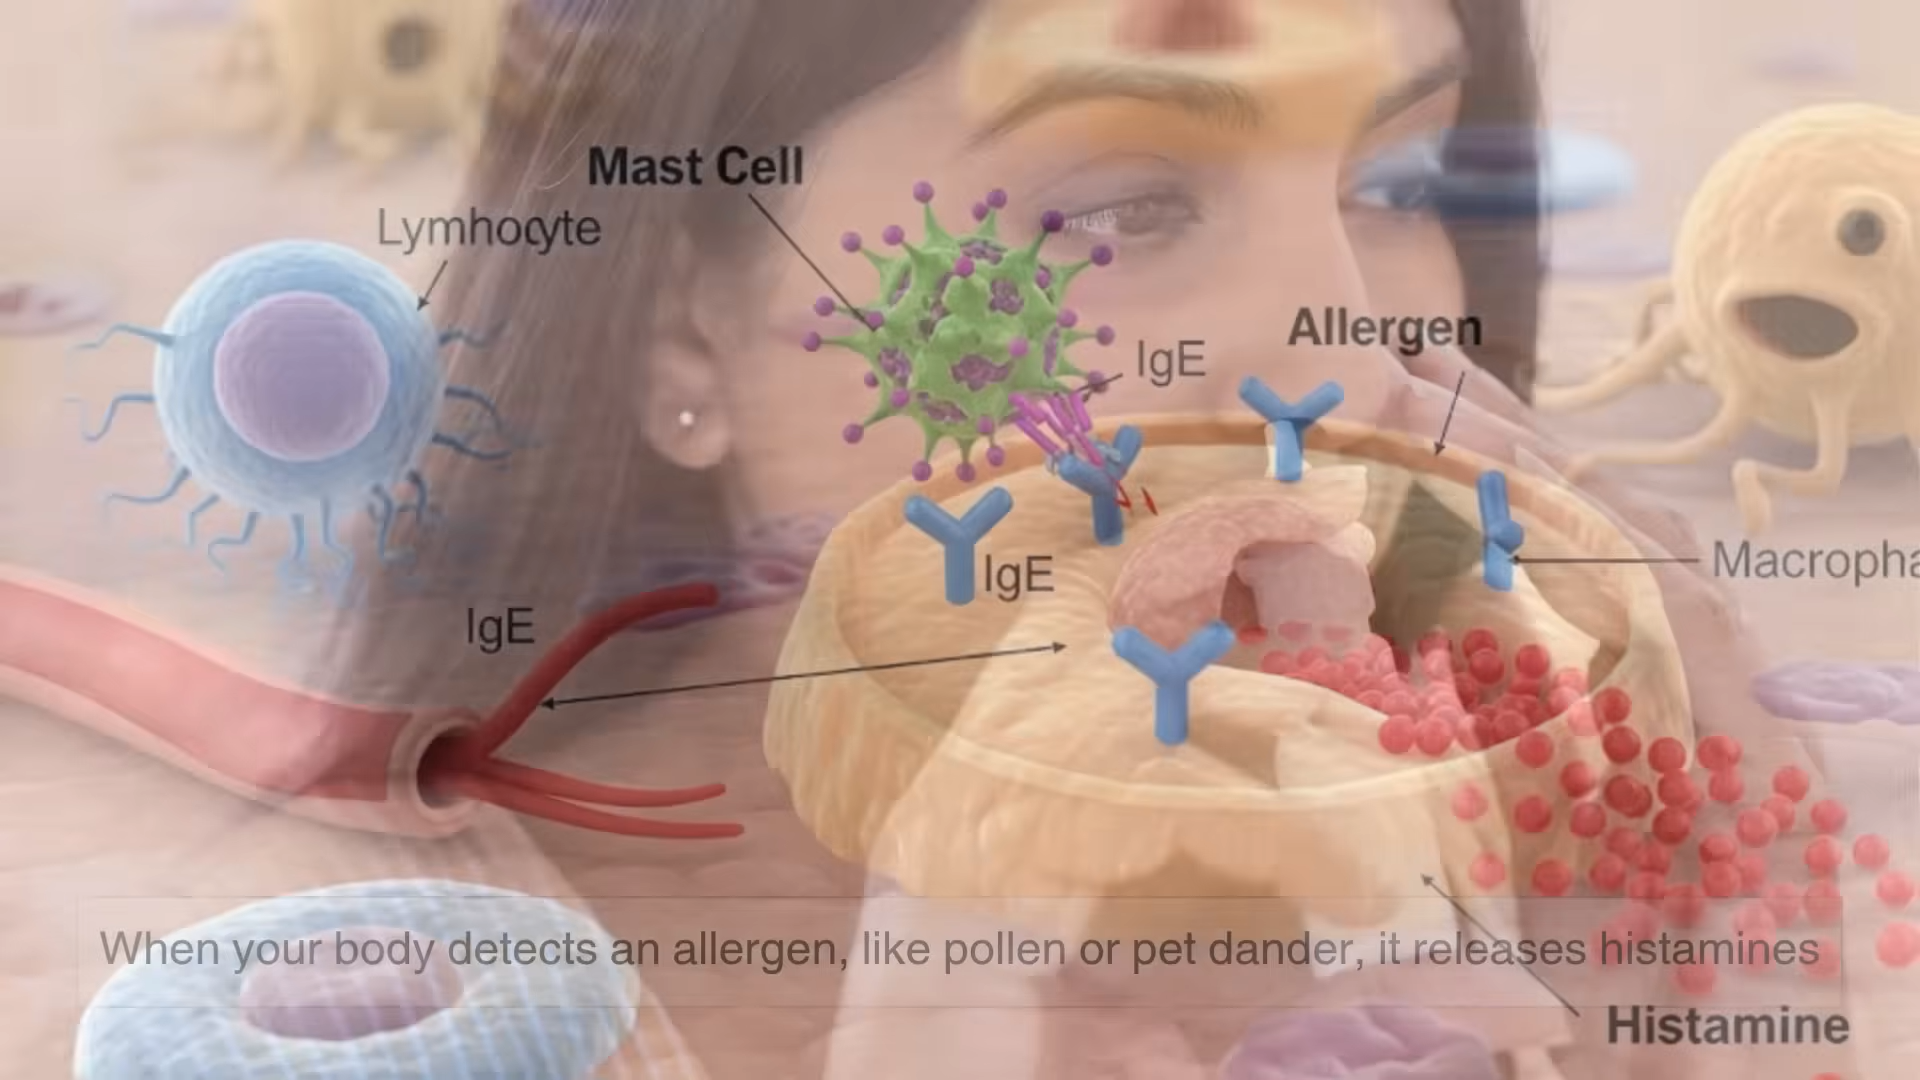 Mast Cell
Lymhocyte
Allergen
IgE
IgE
Macropha
IgE
When your body detects an allergen, like pollen or pet dander, it releases histamines
Histamine